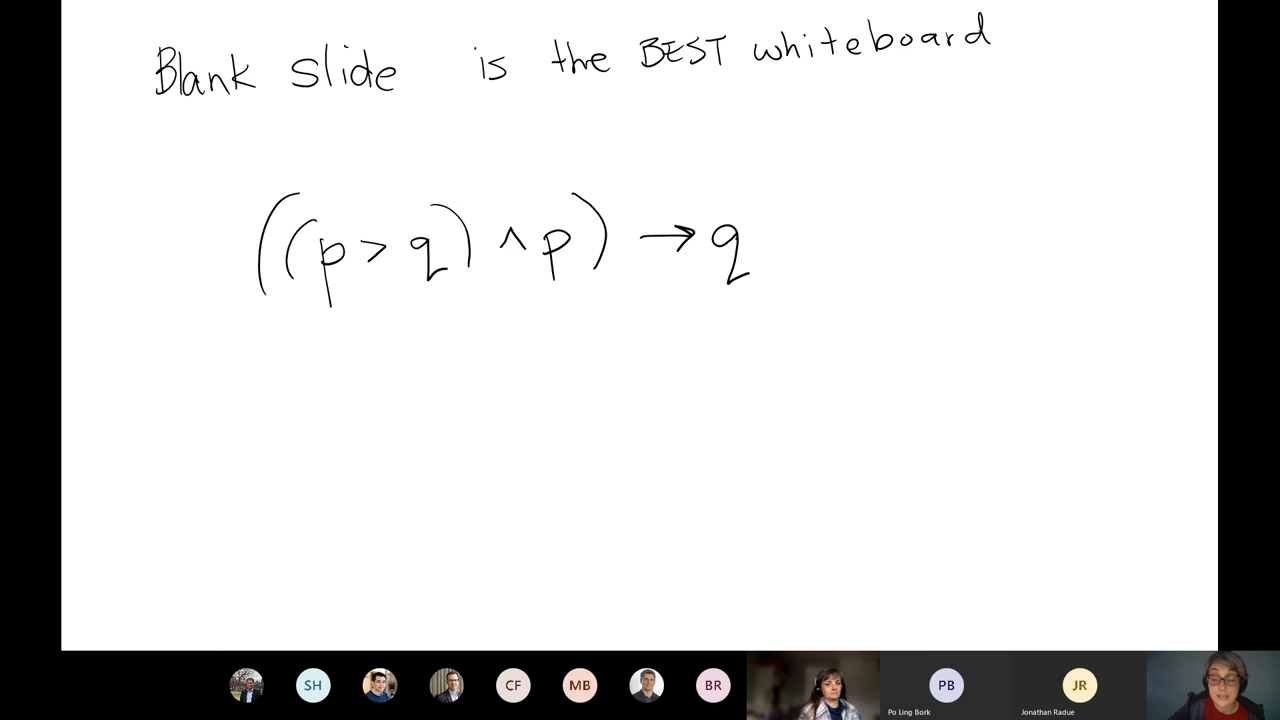 Blank slide is the BEST whiteboard
((p > q) ^ p) → q
SH CF MB BR PB JR
Po Ling Bork Jonathan Radue